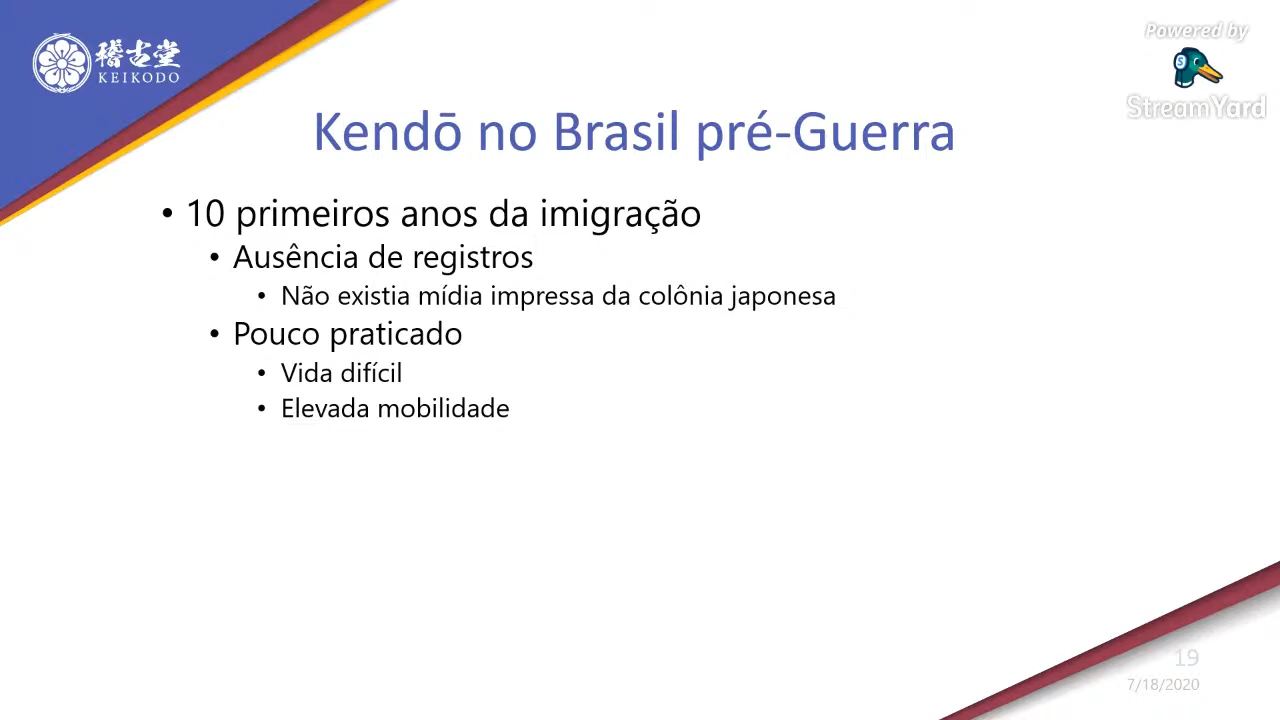 稽古堂
KEIKODO
Powered by
StreamYard
Kendō no Brasil pré-Guerra
• 10 primeiros anos da imigração
• Ausência de registros
• Não existia mídia impressa da colônia japonesa
• Pouco praticado
• Vida difícil
• Elevada mobilidade
19
7/18/2020